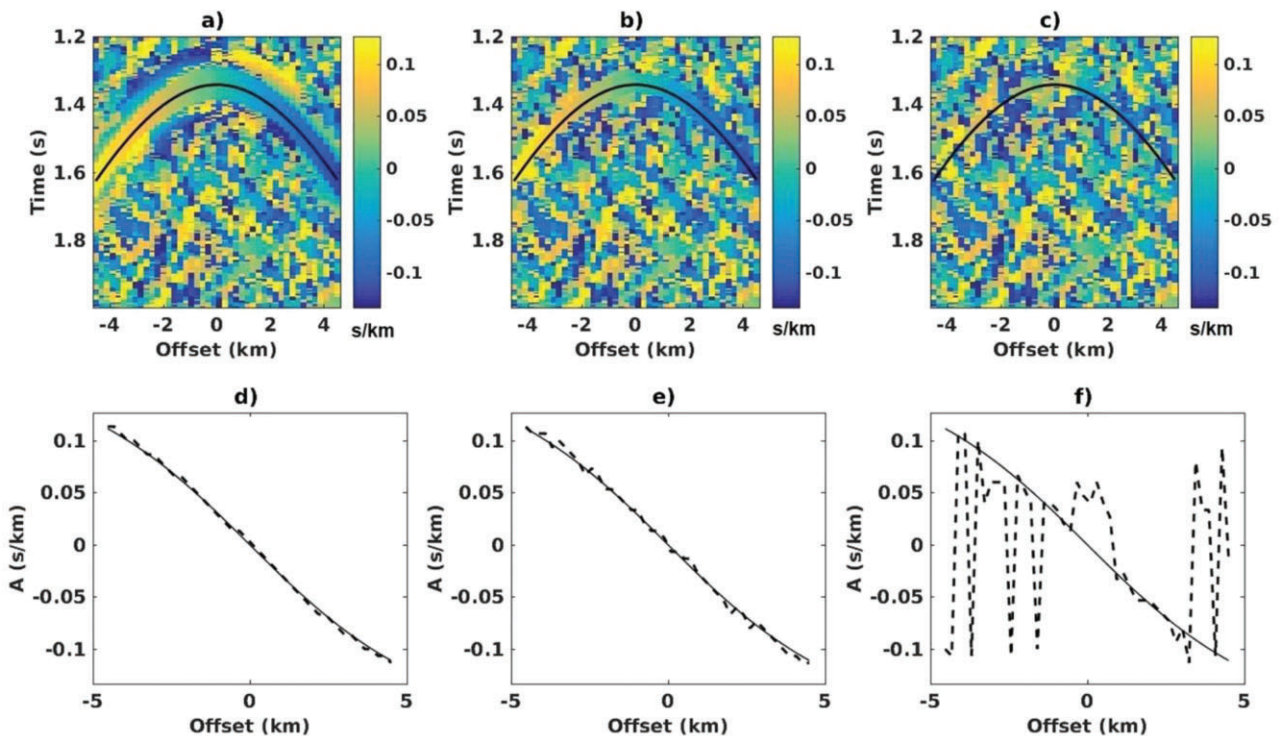 a) b) c)
1.2 1.4 1.6 1.8
Time (s)
-4 -2 0 2 4
Offset (km)
0.1 0.05 0 -0.05 -0.1
s/km
1.2 1.4 1.6 1.8
Time (s)
-4 -2 0 2 4
Offset (km)
0.1 0.05 0 -0.05 -0.1
s/km
1.2 1.4 1.6 1.8
Time (s)
-4 -2 0 2 4
Offset (km)
0.1 0.05 0 -0.05 -0.1
s/km
d) e) f)
0.1 0.05 0 -0.05 -0.1
A (s/km)
-5 0 5
Offset (km)
0.1 0.05 0 -0.05 -0.1
A (s/km)
-5 0 5
Offset (km)
0.1 0.05 0 -0.05 -0.1
A (s/km)
-5 0 5
Offset (km)